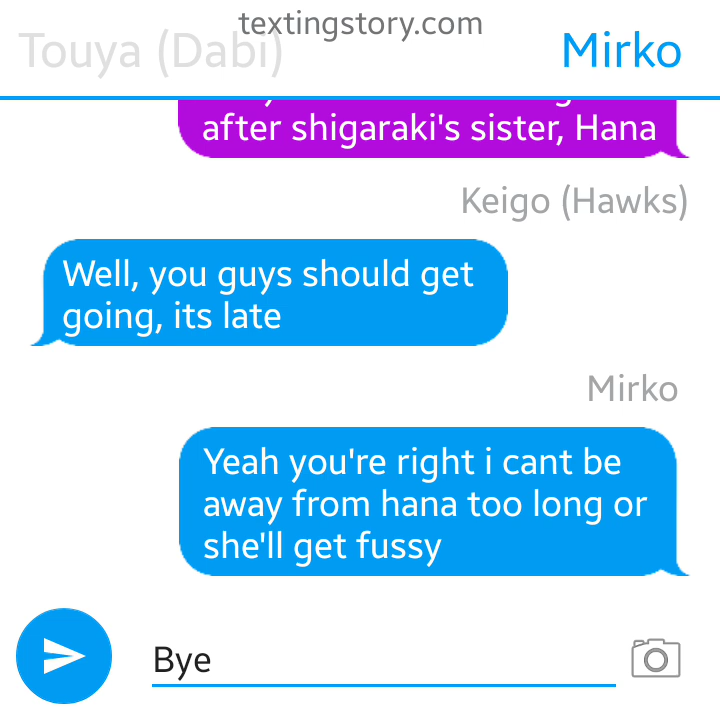 textingstory.com
Touya (Dabi)
Mirko
after shigaraki's sister, Hana
Keigo (Hawks)
Well, you guys should get
going, its late
Mirko
Yeah you're right i cant be
away from hana too long or
she'll get fussy
Bye